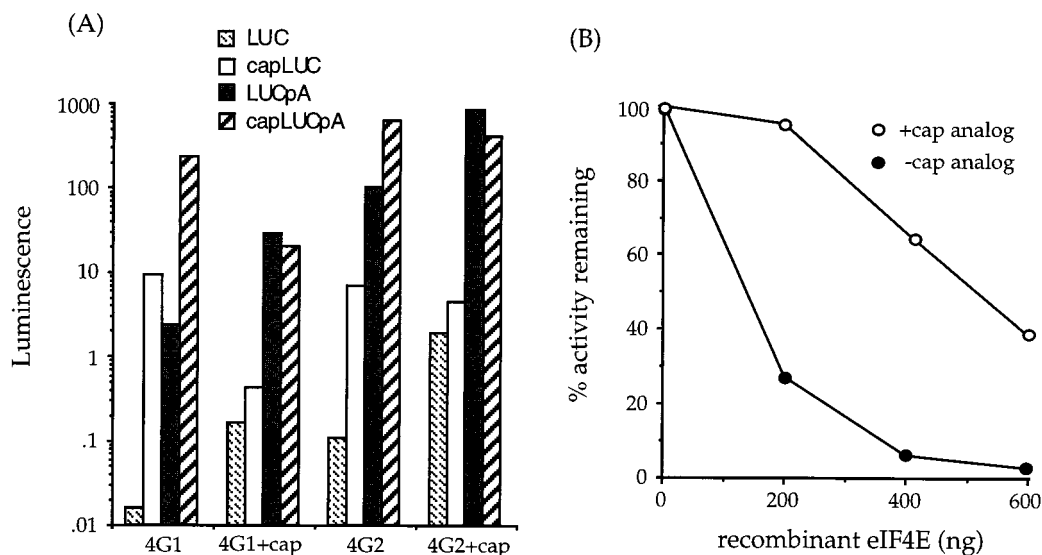 (A)
LUC
capLUC
LUCpA
capLUCpA
Luminescence
1000
100
10
1
.1
.01
4G1
4G1+cap
4G2
4G2+cap
(B)
+cap analog
-cap analog
% activity remaining
100
80
60
40
20
0
0
200
400
600
recombinant eIF4E (ng)